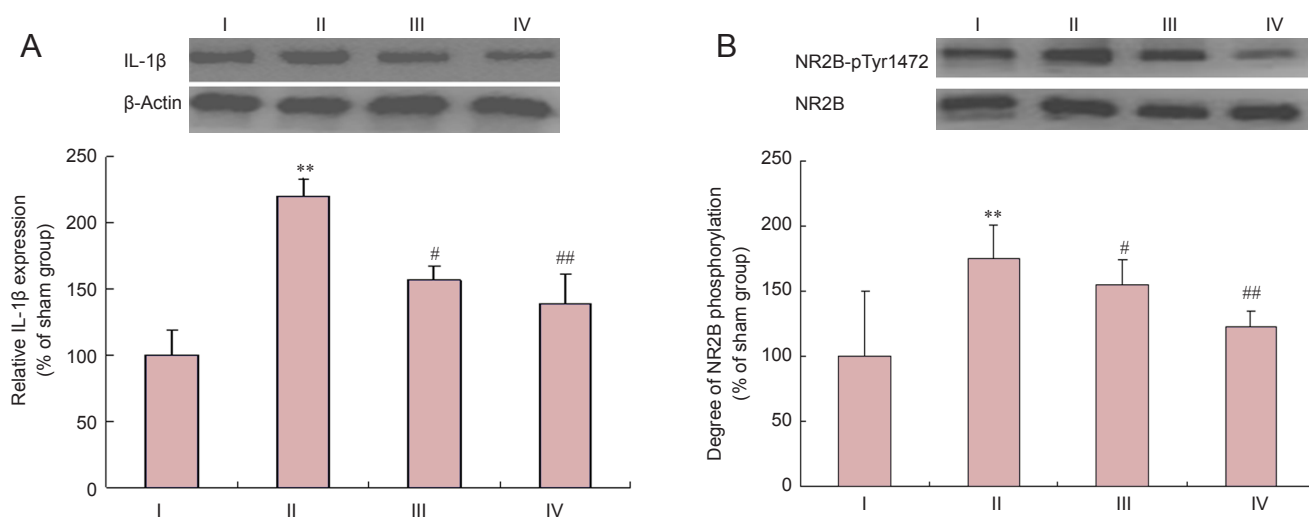 A
I II III IV
IL-1β
β-Actin
Relative IL-1β expression
(% of sham group)
250
200
150
100
50
0
**
#
##
I II III IV
B
I II III IV
NR2B-pTyr1472
NR2B
Degree of NR2B phosphorylation
(% of sham group)
250
200
150
100
50
0
**
#
##
I II III IV